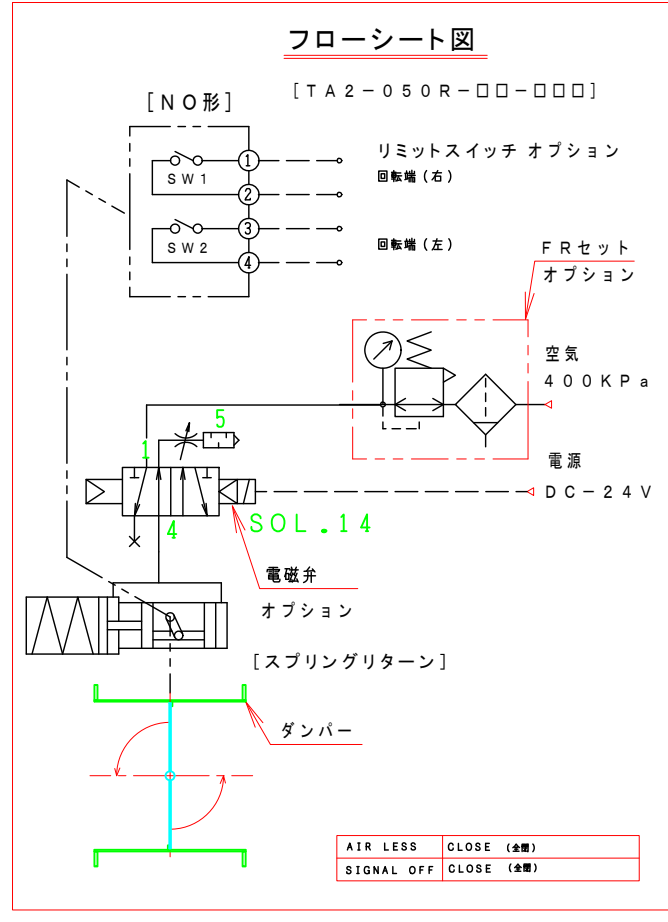 フローシート図
[TA2-050R-□□-□□□]
[NO形]
リミットスイッチ オプション
SW1
1
2
回転端(右)
SW2
3
4
回転端(左)
FRセット
オプション
空気
400KPa
1
5
電源
DC-24V
4
SOL.14
電磁弁
オプション
[スプリングリターン]
ダンパー
AIR LESS CLOSE (全閉)
SIGNAL OFF CLOSE (全閉)